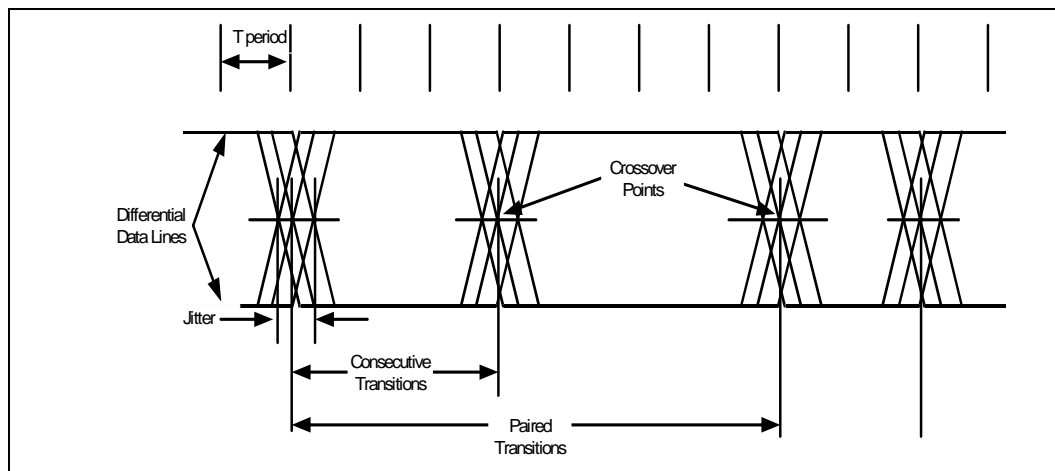 T period
Crossover
Points
Differential
Data Lines
Jitter
Consecutive
Transitions
Paired
Transitions